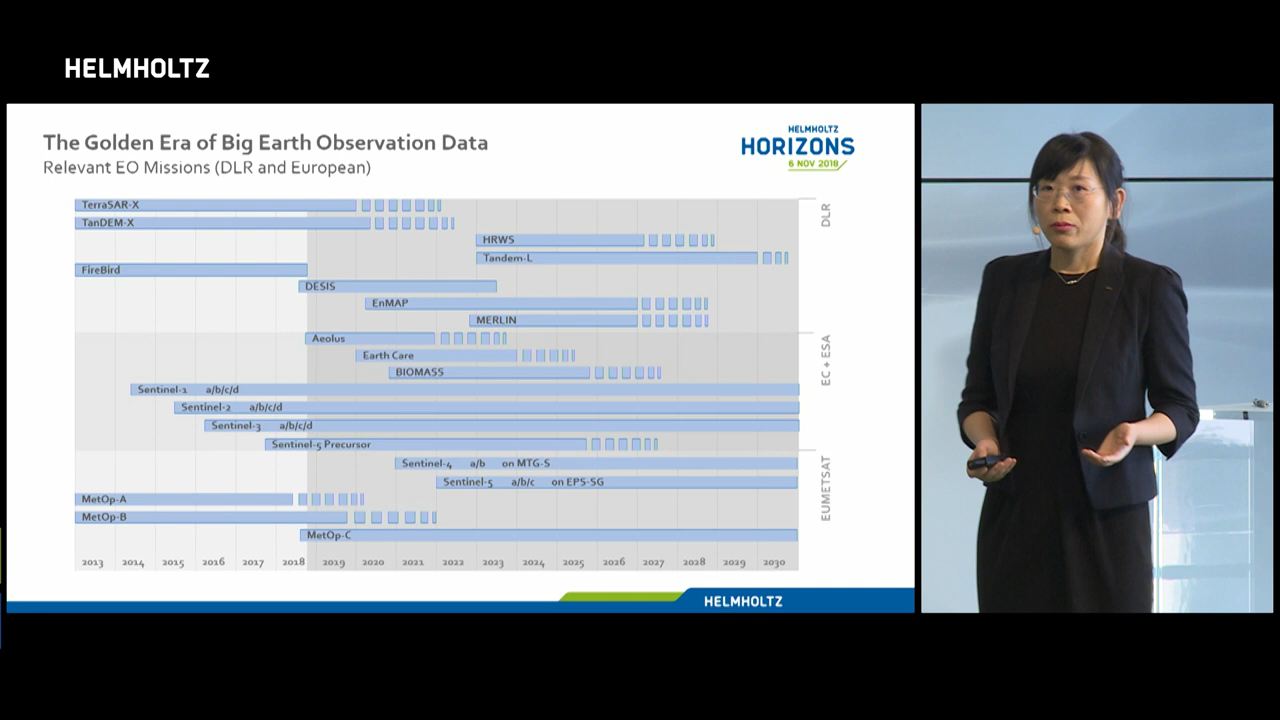 HELMHOLTZ
The Golden Era of Big Earth Observation Data
Relevant EO Missions (DLR and European)
HELMHOLTZ
HORIZONS
6 NOV 2018
TerraSAR-X
TanDEM-X
HRWS
Tandem-L
FireBird
DESIS
EnMAP
MERLIN
DLR
Aeolus
Earth Care
BIOMASS
Sentinel-1 a/b/c/d
Sentinel-2 a/b/c/d
Sentinel-3 a/b/c/d
Sentinel-5 Precursor
EC + ESA
Sentinel-4 a/b on MTG-S
Sentinel-5 a/b/c on EPS-SG
MetOp-A
MetOp-B
MetOp-C
EUMETSAT
2013 2014 2015 2016 2017 2018 2019 2020 2021 2022 2023 2024 2025 2026 2027 2028 2029 2030
HELMHOLTZ